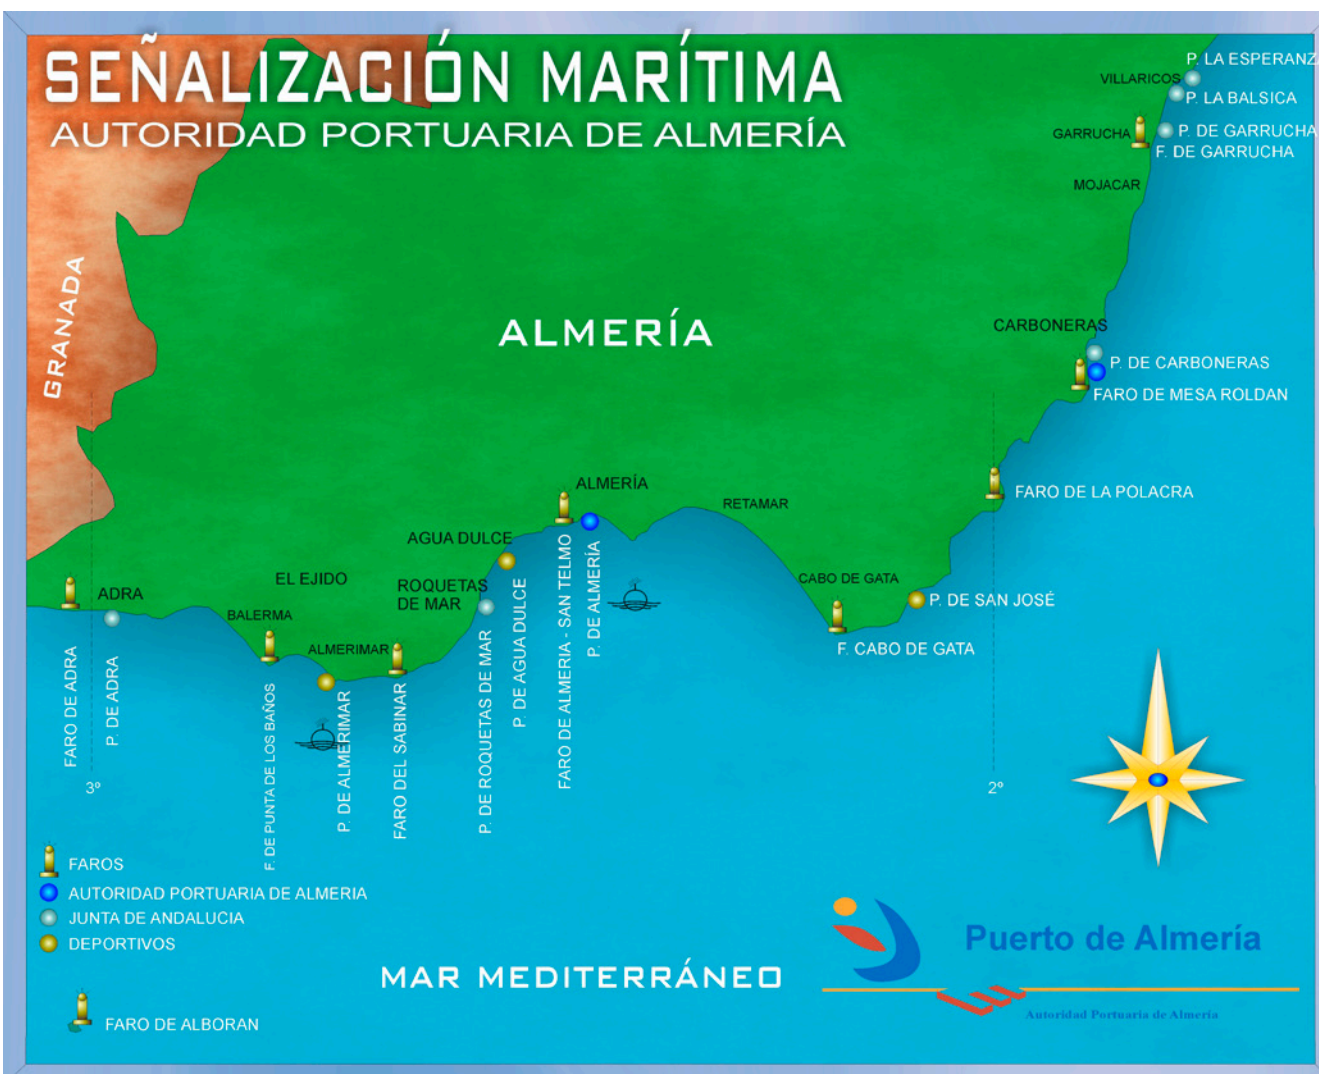 SEÑALIZACIÓN MARÍTIMA
AUTORIDAD PORTUARIA DE ALMERÍA
P. LA ESPERANZA
VILLARICOS
P. LA BALSICA
GARRUCHA
P. DE GARRUCHA
F. DE GARRUCHA
MOJACAR
GRANADA
ALMERÍA
CARBONERAS
P. DE CARBONERAS
FARO DE MESA ROLDAN
ALMERÍA
RETAMAR
FARO DE LA POLACRA
AGUA DULCE
EL EJIDO
ROQUETAS
DE MAR
CABO DE GATA
ADRA
BALERMA
ALMERIMAR
P. DE SAN JOSÉ
F. CABO DE GATA
FARO DE ADRA
P. DE ADRA
F. DE PUNTA DE LOS BAÑOS
P. DE ALMERIMAR
FARO DEL SABINAR
P. DE ROQUETAS DE MAR
P. DE AGUA DULCE
FARO DE ALMERIA - SAN TELMO
P. DE ALMERÍA
3º
2º
FAROS
AUTORIDAD PORTUARIA DE ALMERIA
JUNTA DE ANDALUCIA
DEPORTIVOS
MAR MEDITERRÁNEO
FARO DE ALBORAN
Puerto de Almería
Autoridad Portuaria de Almería